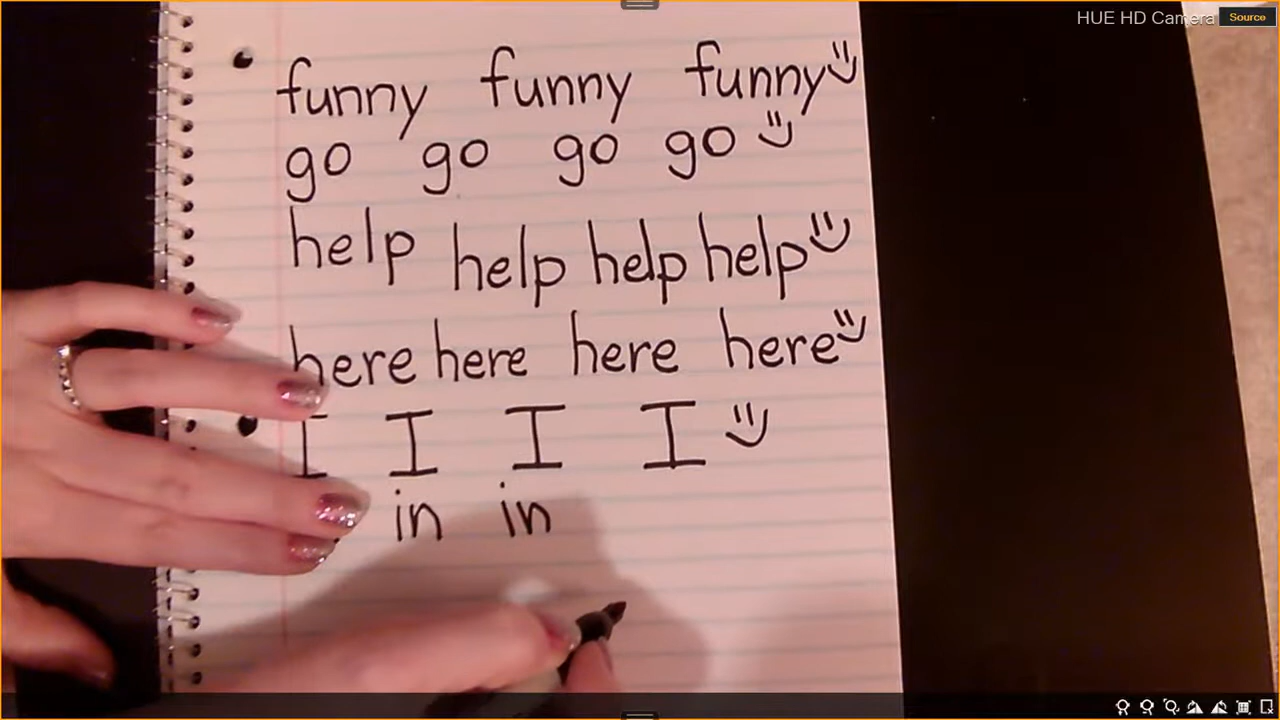 HUE HD Camera Source
funny funny funny
go go go go
help help help help
here here here here
I I I I
in in